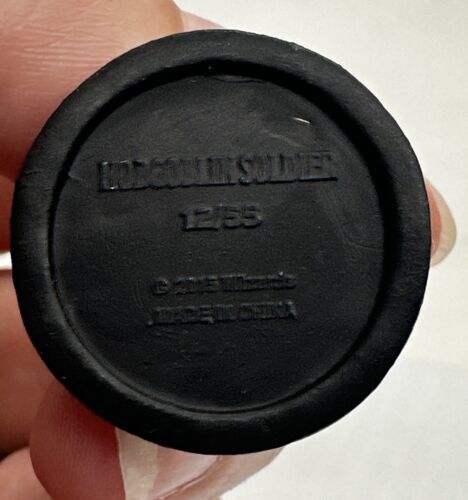 HOBGOBLIN SOLDIER
12/55
© 2015 Wizards
MADE IN CHINA